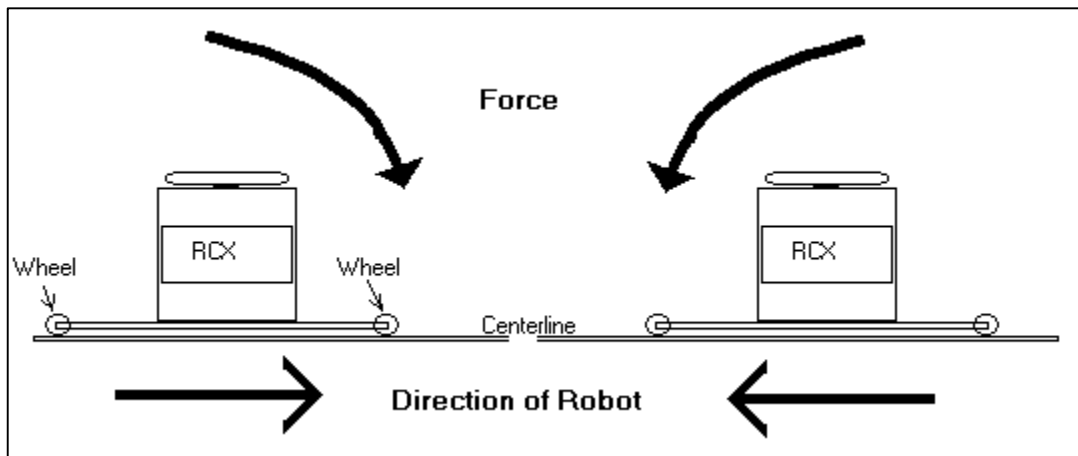 Force
RCX
RCX
Wheel
Wheel
Centerline
Direction of Robot